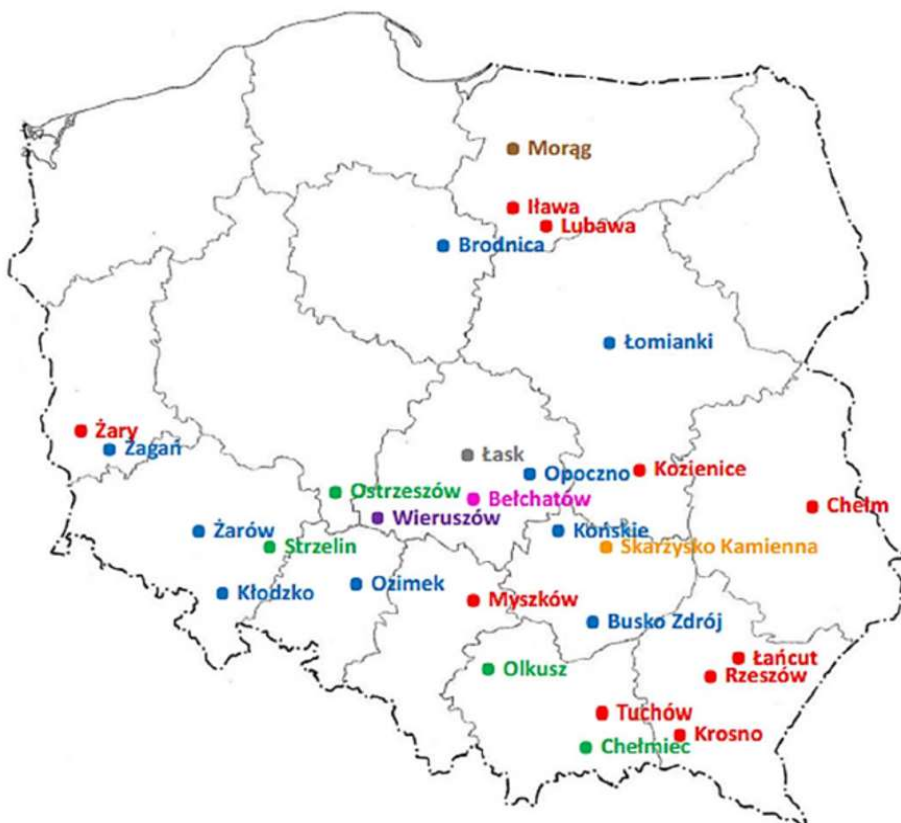 Morąg
Iława
Lubawa
Brodnica
Łomianki
Żary
Żagań
Łask
Opoczno
Kozienice
Ostrzeszów
Bełchatów
Wieruszów
Chełm
Żarów
Strzelin
Końskie
Skarżysko Kamienna
Kłodzko
Ozimek
Myszków
Busko Zdrój
Łańcut
Olkusz
Rzeszów
Tuchów
Krosno
Chełmiec